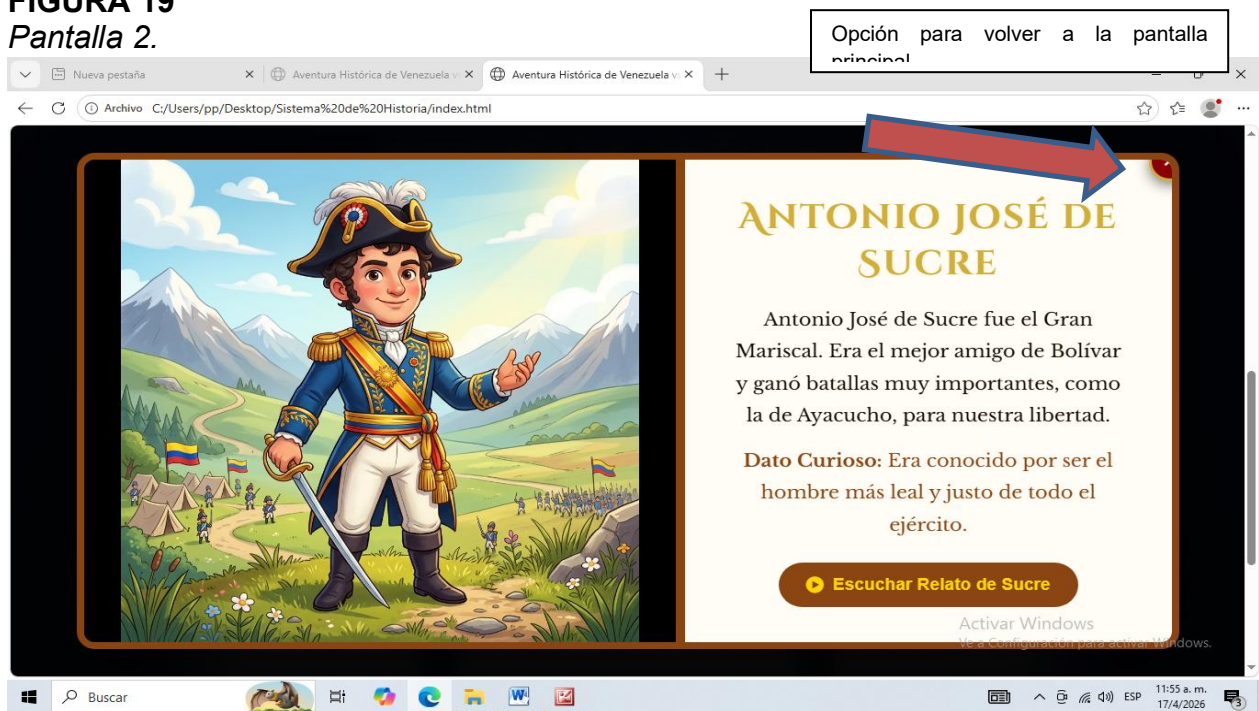 FIGURA 19
Pantalla 2.
Opción para volver a la pantalla
principal
Nueva pestaña
Aventura Histórica de Venezuela v
Aventura Histórica de Venezuela v
Archivo C:/Users/pp/Desktop/Sistema%20de%20Historia/index.html
ANTONIO JOSÉ DE
SUCRE
Antonio José de Sucre fue el Gran
Mariscal. Era el mejor amigo de Bolívar
y ganó batallas muy importantes, como
la de Ayacucho, para nuestra libertad.
Dato Curioso: Era conocido por ser el
hombre más leal y justo de todo el
ejército.
Escuchar Relato de Sucre
Activar Windows
Ve a Configuración para activar Windows.
Buscar
ESP
11:55 a. m.
17/4/2026
3